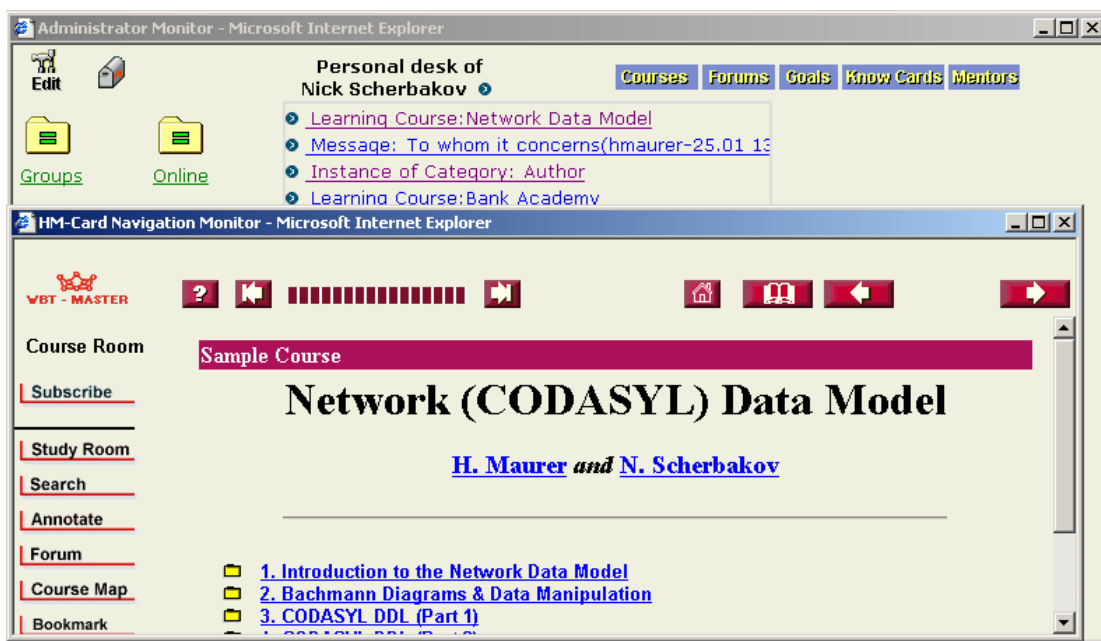 Administrator Monitor - Microsoft Internet Explorer
Edit
Personal desk of
Nick Scherbakov
Courses Forums Goals Know Cards Mentors
Groups
Online
Learning Course:Network Data Model
Message: To whom it concerns(hmaurer-25.01 13
Instance of Category: Author
Learning Course:Bank Academy
HM-Card Navigation Monitor - Microsoft Internet Explorer
WBT - MASTER
?
Course Room
Subscribe
Study Room
Search
Annotate
Forum
Course Map
Bookmark
Sample Course
Network (CODASYL) Data Model
H. Maurer and N. Scherbakov
1. Introduction to the Network Data Model
2. Bachmann Diagrams & Data Manipulation
3. CODASYL DDL (Part 1)